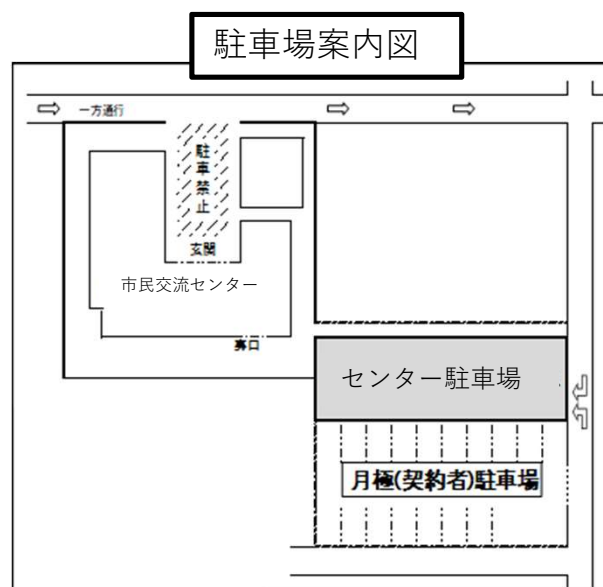 駐車場案内図
一方通行
駐車禁止
玄関
市民交流センター
裏口
センター駐車場
月極(契約者)駐車場